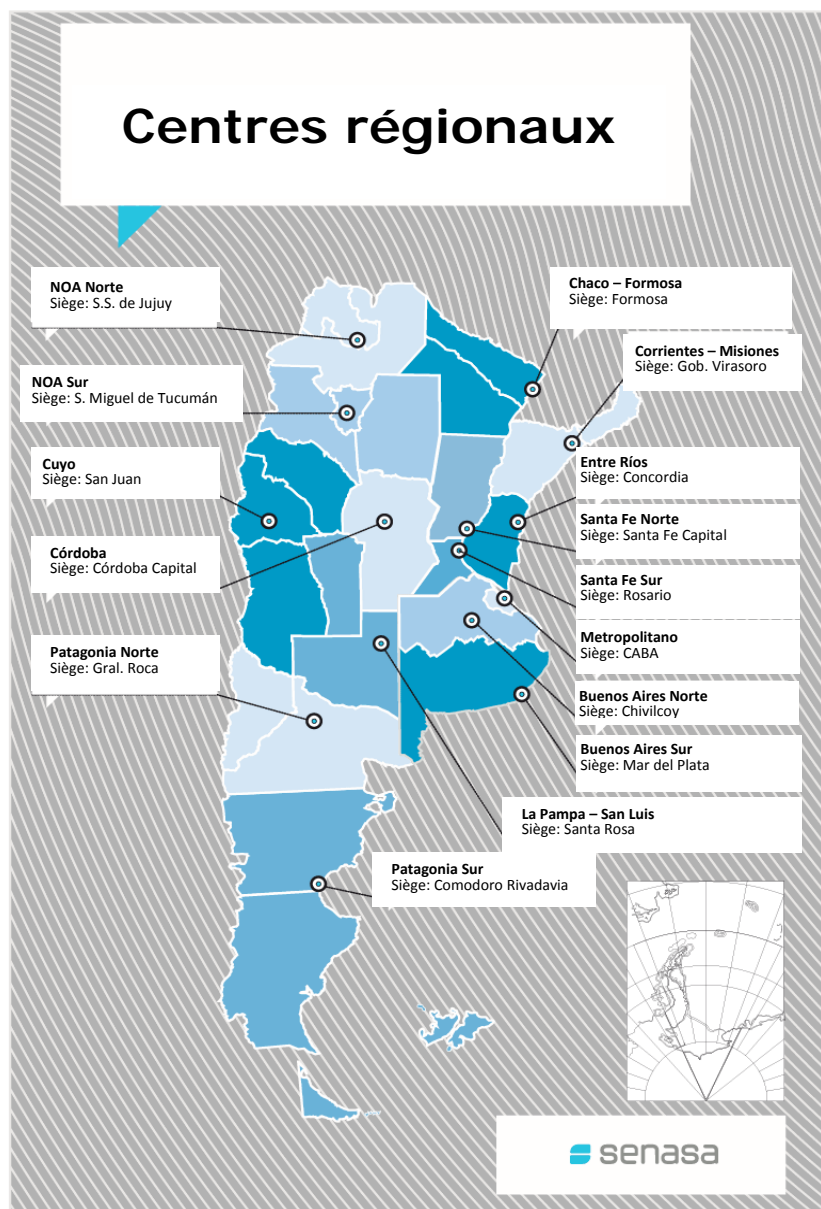 Centres régionaux
NOA Norte
Siège: S.S. de Jujuy
Chaco – Formosa
Siège: Formosa
Corrientes – Misiones
Siège: Gob. Virasoro
NOA Sur
Siège: S. Miguel de Tucumán
Cuyo
Siège: San Juan
Entre Ríos
Siège: Concordia
Santa Fe Norte
Siège: Santa Fe Capital
Córdoba
Siège: Córdoba Capital
Santa Fe Sur
Siège: Rosario
Metropolitano
Siège: CABA
Patagonia Norte
Siège: Gral. Roca
Buenos Aires Norte
Siège: Chivilcoy
Buenos Aires Sur
Siège: Mar del Plata
La Pampa – San Luis
Siège: Santa Rosa
Patagonia Sur
Siège: Comodoro Rivadavia
senasa